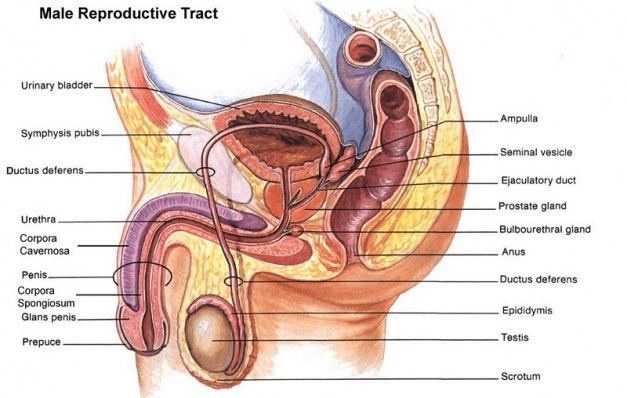 Male Reproductive Tract
Urinary bladder
Symphysis pubis
Ductus deferens
Urethra
Corpora
Cavernosa
Penis
Corpora
Spongiosum
Glans penis
Prepuce
Ampulla
Seminal vesicle
Ejaculatory duct
Prostate gland
Bulbourethral gland
Anus
Ductus deferens
Epididymis
Testis
Scrotum